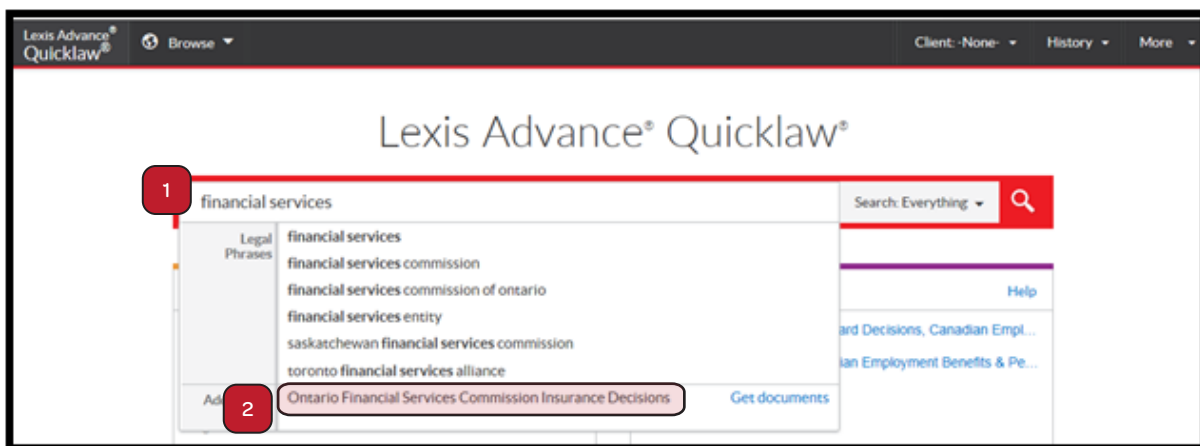 Lexis Advance®
Quicklaw®
Browse
Client: -None-
History
More
Lexis Advance® Quicklaw®
1
financial services
Search: Everything
Legal
Phrases
financial services
financial services commission
financial services commission of ontario
financial services entity
saskatchewan financial services commission
toronto financial services alliance
2
Ontario Financial Services Commission Insurance Decisions
Get documents
Help
ard Decisions, Canadian Empl...
ian Employment Benefits & Pe...